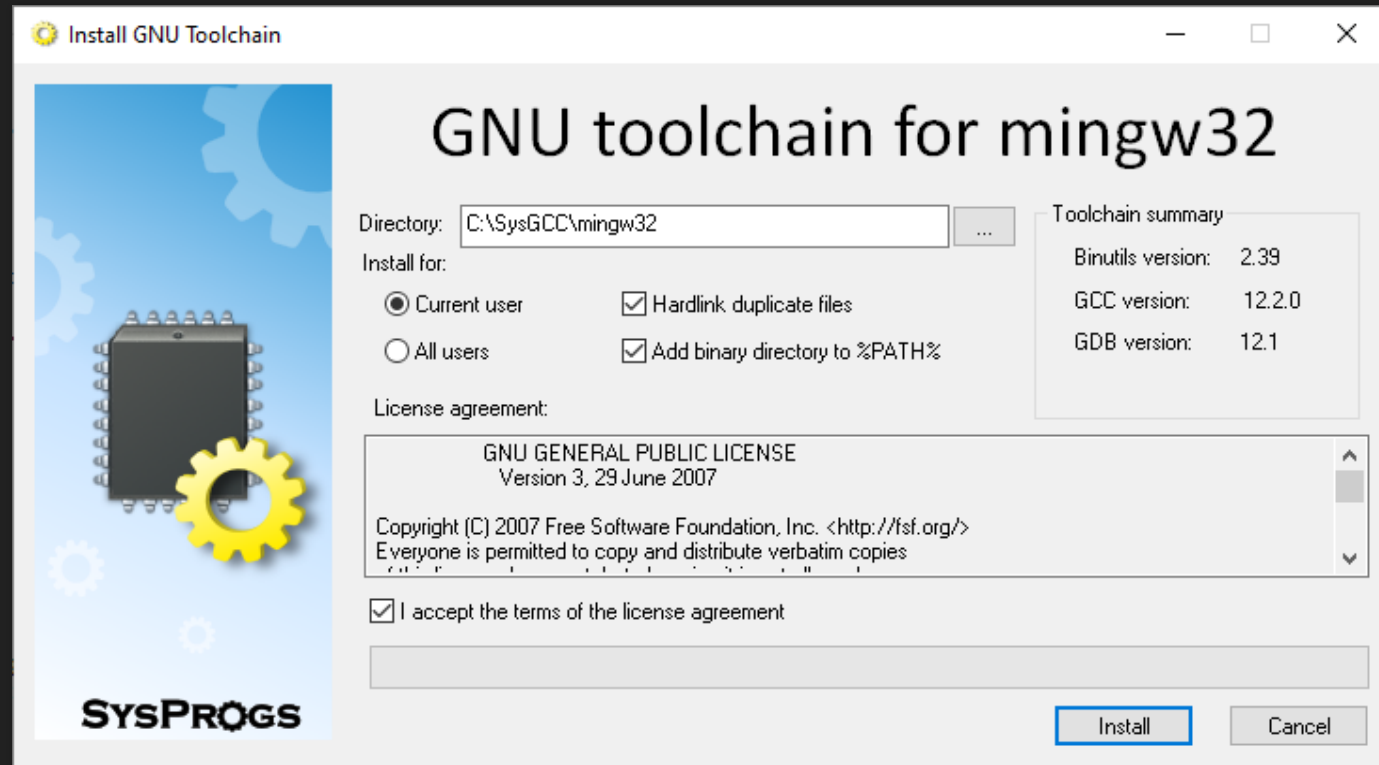 Install GNU Toolchain
GNU toolchain for mingw32
Directory: C:\SysGCC\mingw32 ...
Install for:
Current user
Hardlink duplicate files
All users
Add binary directory to %PATH%
Toolchain summary
Binutils version: 2.39
GCC version: 12.2.0
GDB version: 12.1
License agreement:
GNU GENERAL PUBLIC LICENSE
Version 3, 29 June 2007
Copyright (C) 2007 Free Software Foundation, Inc. <http://fsf.org/>
Everyone is permitted to copy and distribute verbatim copies
I accept the terms of the license agreement
SYSPROGS
Install Cancel